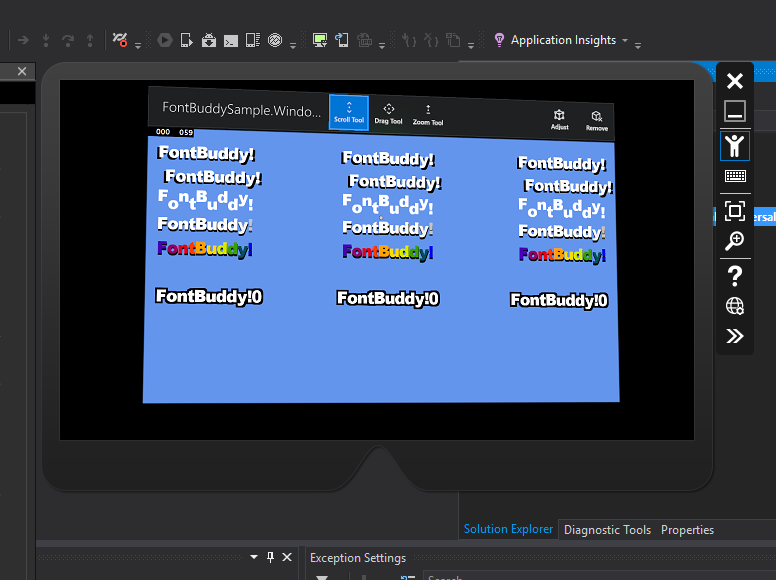 Application Insights
FontBuddySample.Windo...
Scroll Tool
Drag Tool
Zoom Tool
Adjust
Remove
000 059
FontBuddy! FontBuddy! FontBuddy!
FontBuddy! FontBuddy! FontBuddy!
FontBuddy! FontBuddy! FontBuddy!
FontBuddy! FontBuddy! FontBuddy!
FontBuddy! FontBuddy! FontBuddy!
FontBuddy!0 FontBuddy!0 FontBuddy!0
ersal
Solution Explorer Diagnostic Tools Properties
Exception Settings
Search